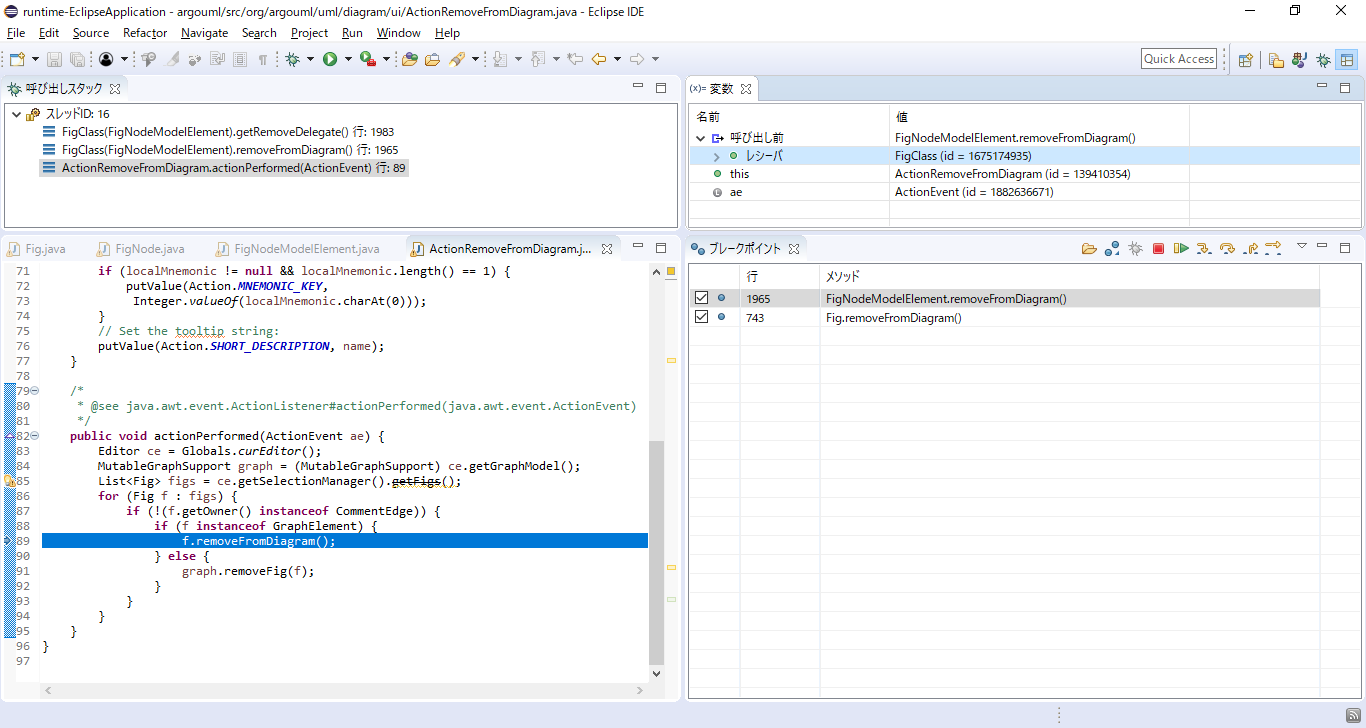 runtime-EclipseApplication - argouml/src/org/argouml/uml/diagram/ui/ActionRemoveFromDiagram.java - Eclipse IDE
File Edit Source Refactor Navigate Search Project Run Window Help
Quick Access
呼び出しスタック
スレッドID: 16
FigClass(FigNodeModelElement).getRemoveDelegate() 行: 1983
FigClass(FigNodeModelElement).removeFromDiagram() 行: 1965
ActionRemoveFromDiagram.actionPerformed(ActionEvent) 行: 89
(x)= 変数
名前 値
呼び出し前 FigNodeModelElement.removeFromDiagram()
レシーバ FigClass (id = 1675174935)
this ActionRemoveFromDiagram (id = 139410354)
ae ActionEvent (id = 1882636671)
Fig.java FigNode.java FigNodeModelElement.java ActionRemoveFromDiagram.j...
71 if (localMnemonic != null && localMnemonic.length() == 1) {
72 putValue(Action.MNEMONIC_KEY,
73 Integer.valueOf(localMnemonic.charAt(0)));
74 }
75 // Set the tooltip string:
76 putValue(Action.SHORT_DESCRIPTION, name);
77 }
78
79 /*
80 * @see java.awt.event.ActionListener#actionPerformed(java.awt.event.ActionEvent)
81 */
82 public void actionPerformed(ActionEvent ae) {
83 Editor ce = Globals.curEditor();
84 MutableGraphSupport graph = (MutableGraphSupport) ce.getGraphModel();
85 List<Fig> figs = ce.getSelectionManager().getFigs();
86 for (Fig f : figs) {
87 if (!(f.getOwner() instanceof CommentEdge)) {
88 if (f instanceof GraphElement) {
89 f.removeFromDiagram();
90 } else {
91 graph.removeFig(f);
92 }
93 }
94 }
95 }
96 }
97
ブレークポイント
行 メソッド
1965 FigNodeModelElement.removeFromDiagram()
743 Fig.removeFromDiagram()